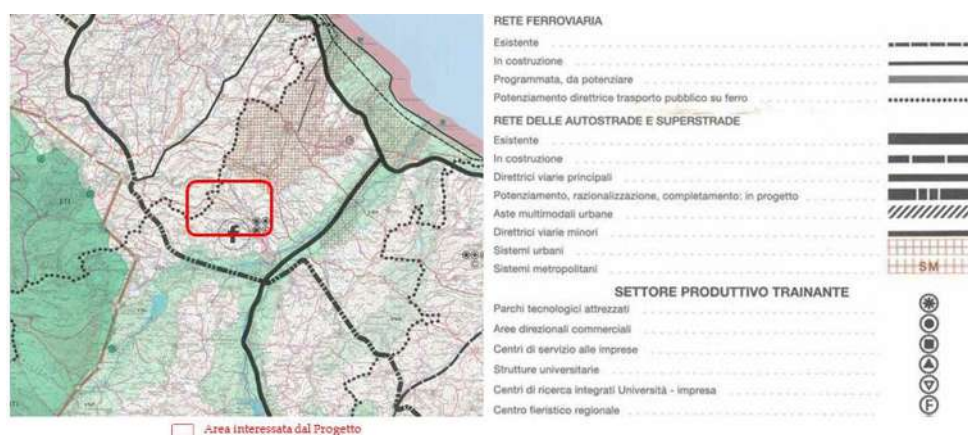 RETE FERROVIARIA
Esistente
In costruzione
Programmata, da potenziare
Potenziamento direttrice trasporto pubblico su ferro
RETE DELLE AUTOSTRADE E SUPERSTRADE
Esistente
In costruzione
Direttrici viarie principali
Potenziamento, razionalizzazione, completamento: in progetto
Aste multimodali urbane
Direttrici viarie minori
Sistemi urbani
Sistemi metropolitani
SM
SETTORE PRODUTTIVO TRAINANTE
Parchi tecnologici attrezzati
Aree direzionali commerciali
Centri di servizio alle imprese
Strutture universitarie
Centri di ricerca integrati Università - impresa
Centro fieristico regionale
F
f
Area interessata dal Progetto